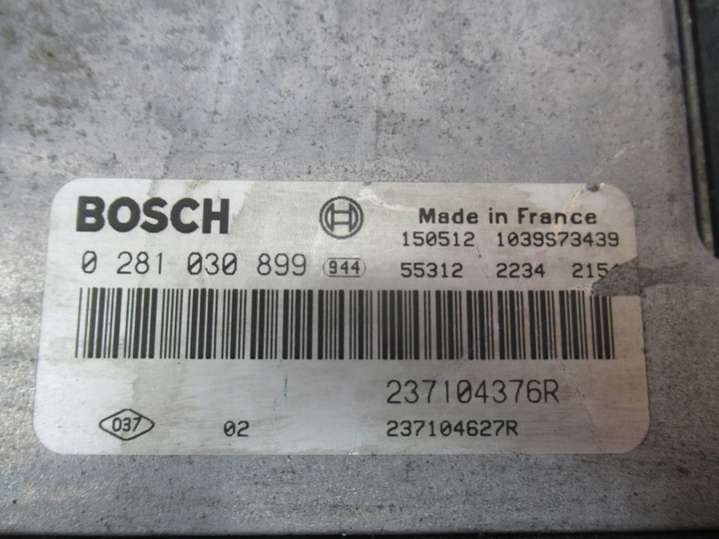 BOSCH Made in France
150512 1039S73439
0 281 030 899 944 55312 2234
237104376R
037 02 237104627R